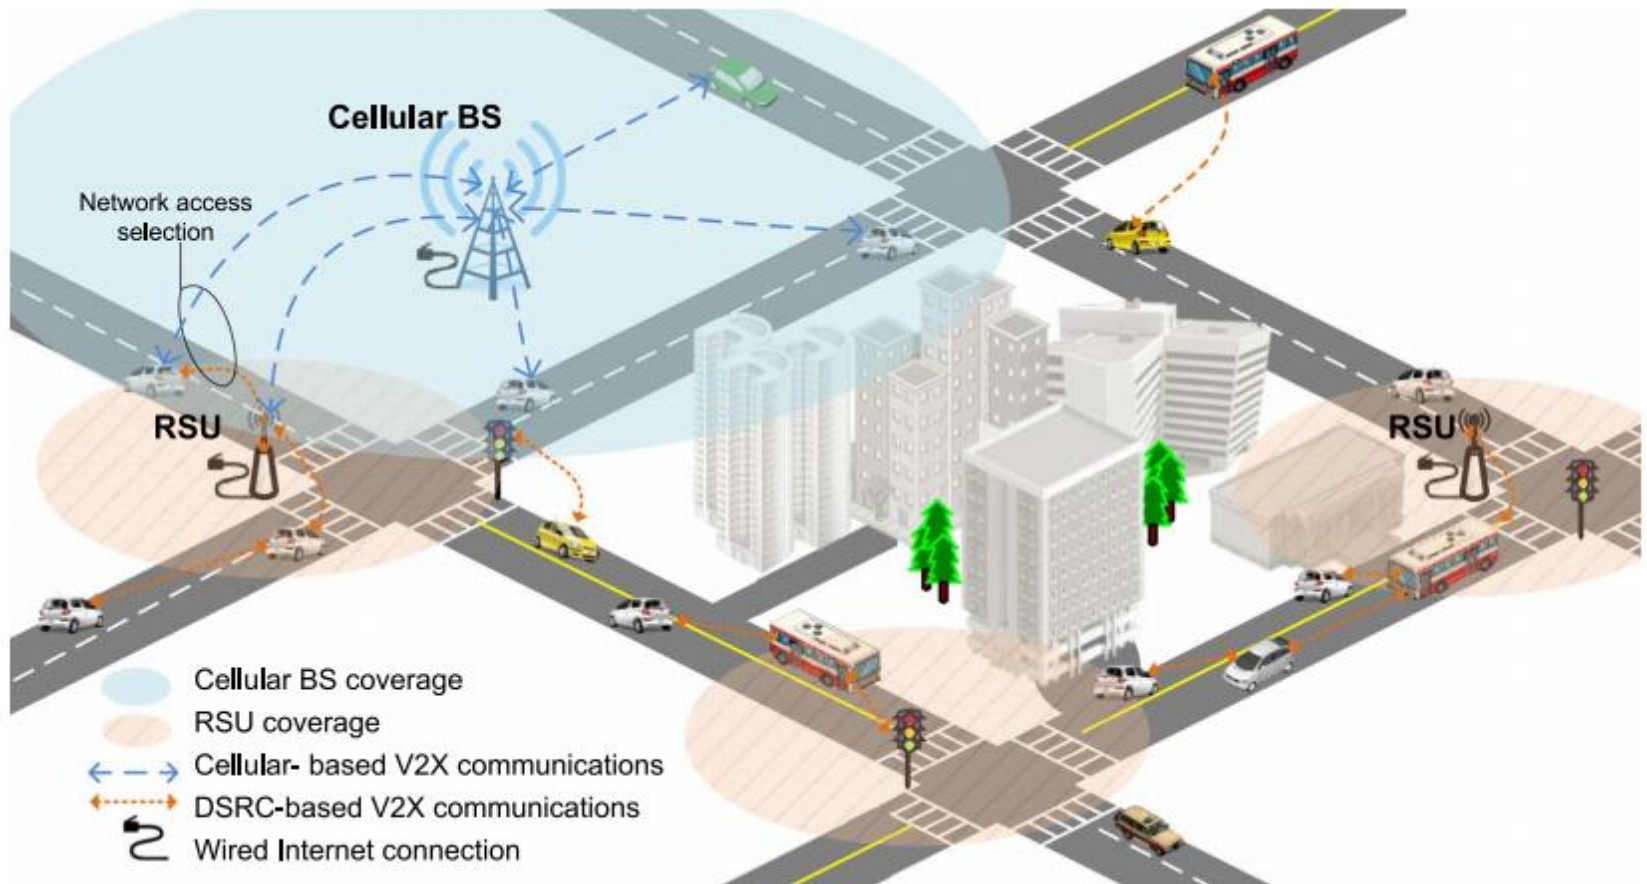 Cellular BS
Network access
selection
RSU
RSU
Cellular BS coverage
RSU coverage
Cellular- based V2X communications
DSRC-based V2X communications
Wired Internet connection